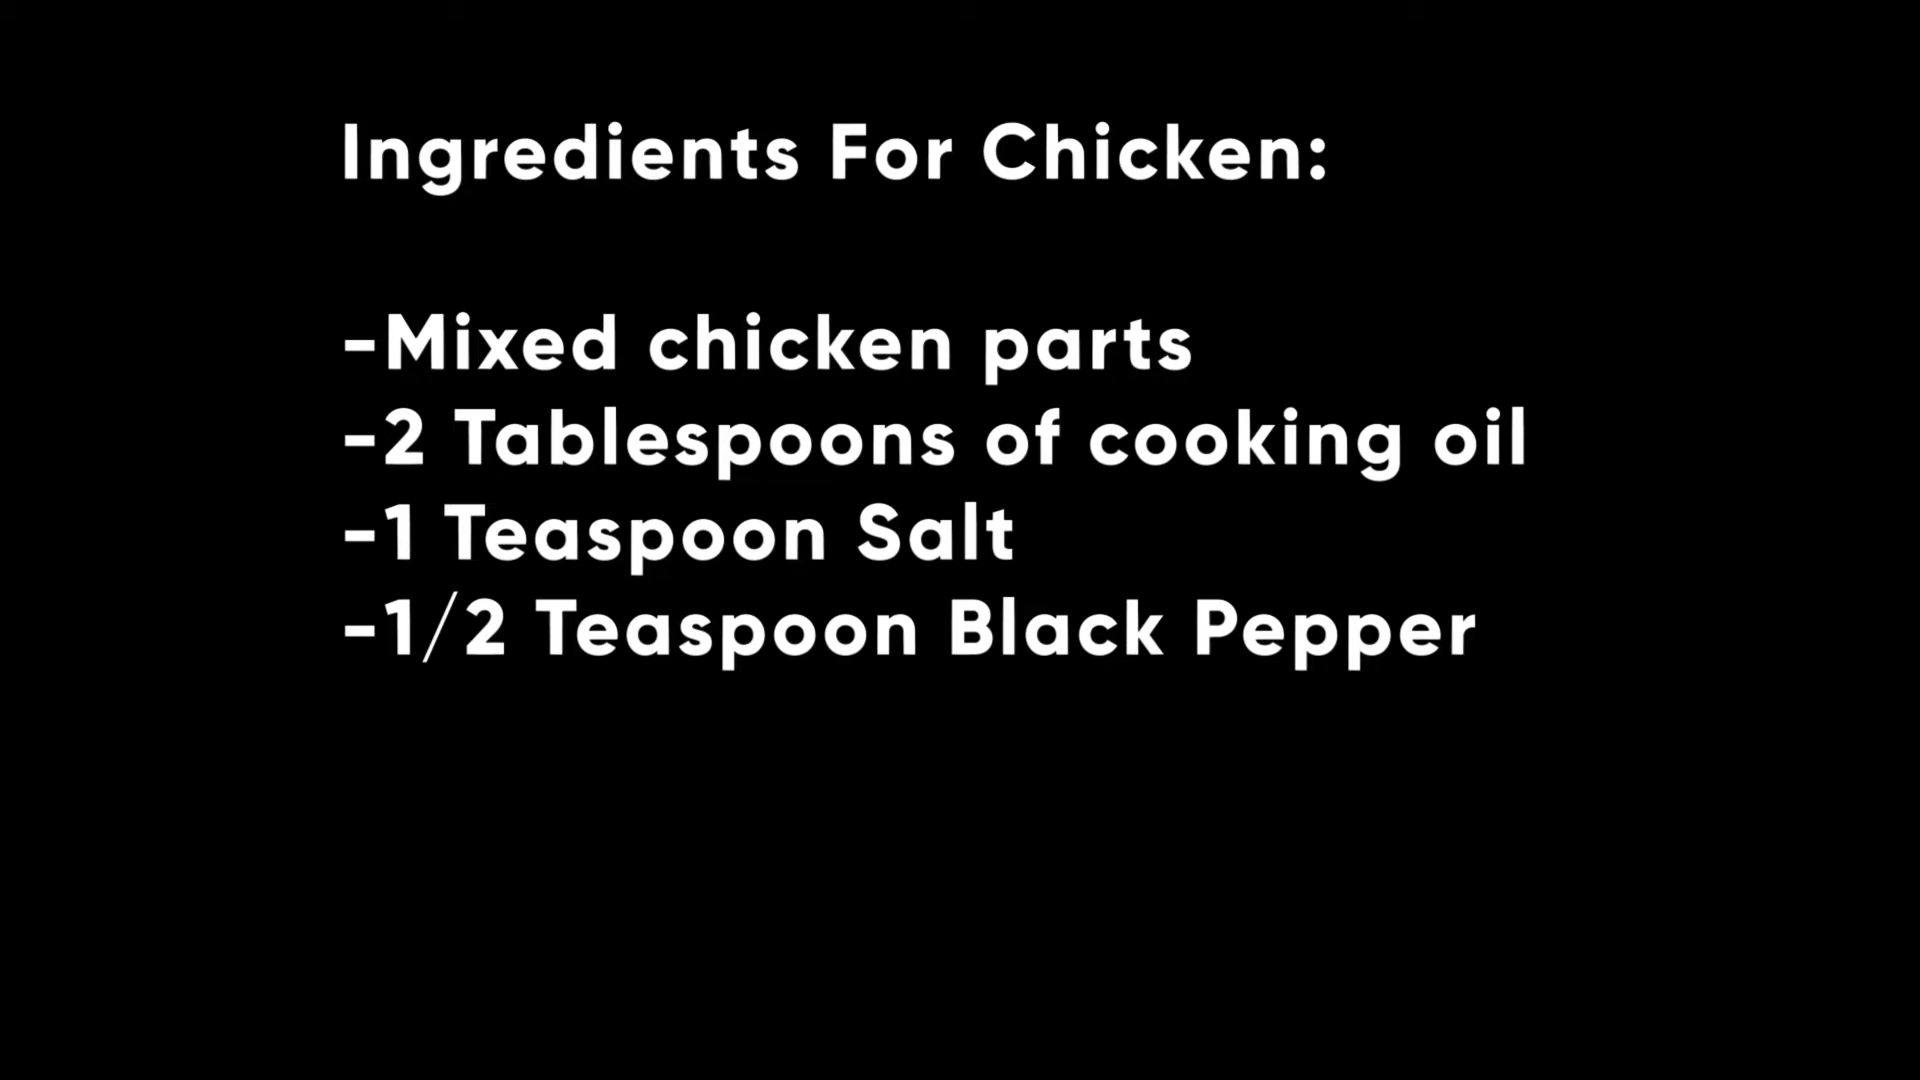 Ingredients For Chicken:
-Mixed chicken parts
-2 Tablespoons of cooking oil
-1 Teaspoon Salt
-1/2 Teaspoon Black Pepper